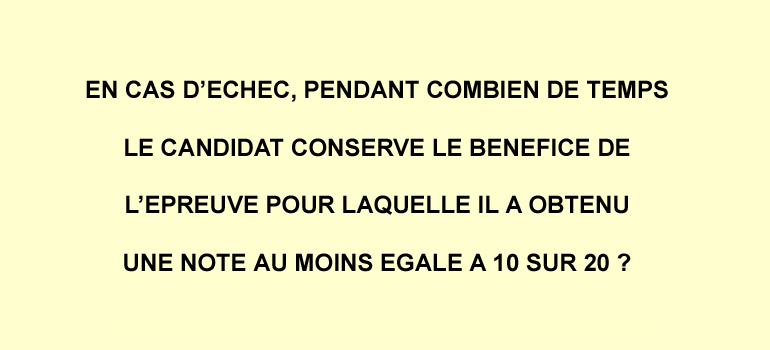 EN CAS D’ECHEC, PENDANT COMBIEN DE TEMPS
LE CANDIDAT CONSERVE LE BENEFICE DE
L’EPREUVE POUR LAQUELLE IL A OBTENU
UNE NOTE AU MOINS EGALE A 10 SUR 20 ?